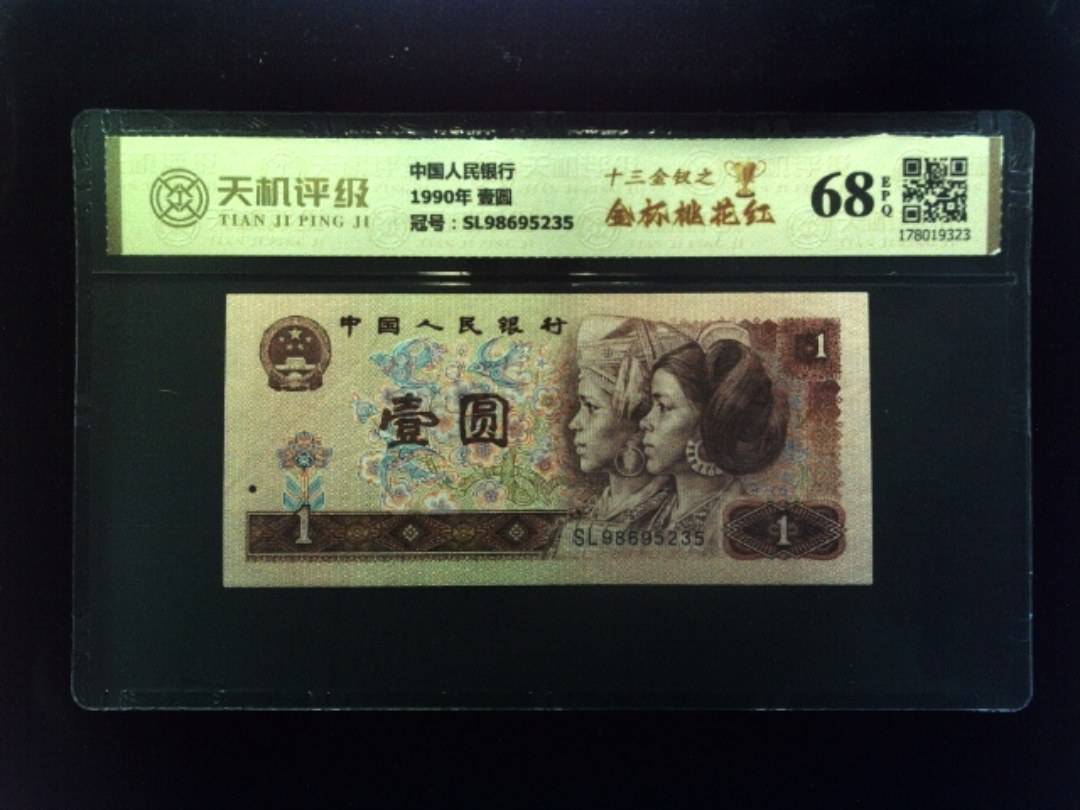 天机评级
TIAN JI PING JI
中国人民银行
1990年 壹圆
冠号：SL98695235
十三金钗之
金杯桃花红
68
EPQ
178019323
中国人民银行
壹圆
1
1
SL98695235
1